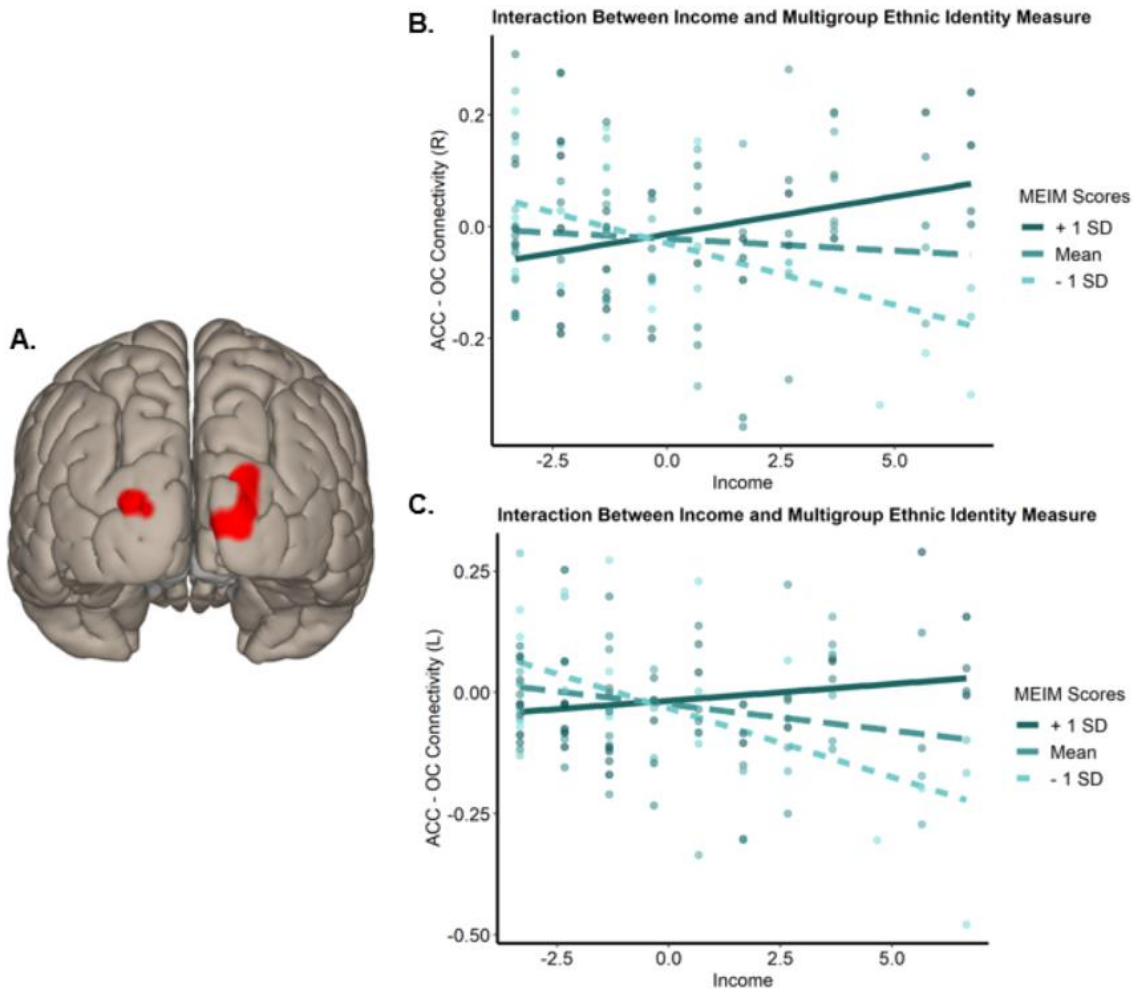 A.
B.
Interaction Between Income and Multigroup Ethnic Identity Measure
ACC - OC Connectivity (R)
0.2
0.0
-0.2
-2.5
0.0
2.5
5.0
Income
MEIM Scores
+ 1 SD
Mean
- 1 SD
C.
Interaction Between Income and Multigroup Ethnic Identity Measure
ACC - OC Connectivity (L)
0.25
0.00
-0.25
-0.50
-2.5
0.0
2.5
5.0
Income
MEIM Scores
+ 1 SD
Mean
- 1 SD